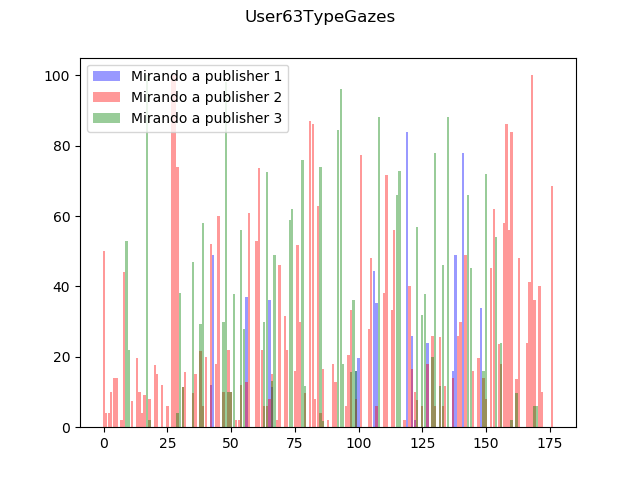 User63TypeGazes
Mirando a publisher 1
Mirando a publisher 2
Mirando a publisher 3
100
80
60
40
20
0
0 25 50 75 100 125 150 175